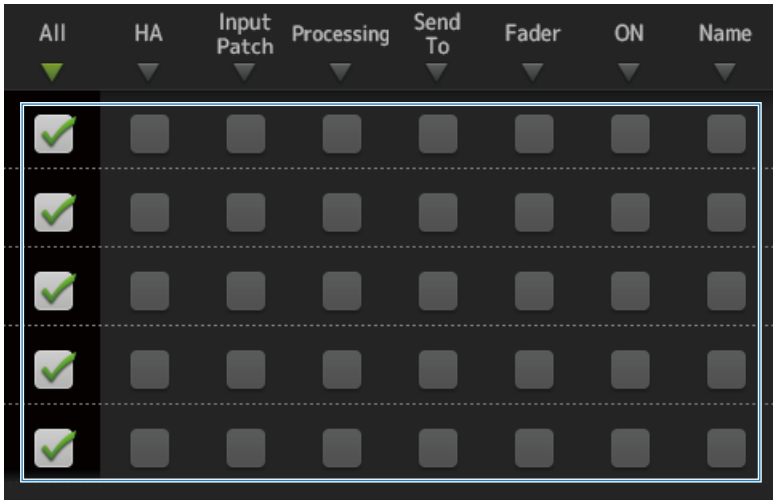 All
HA
Input
Patch
Processing
Send
To
Fader
ON
Name